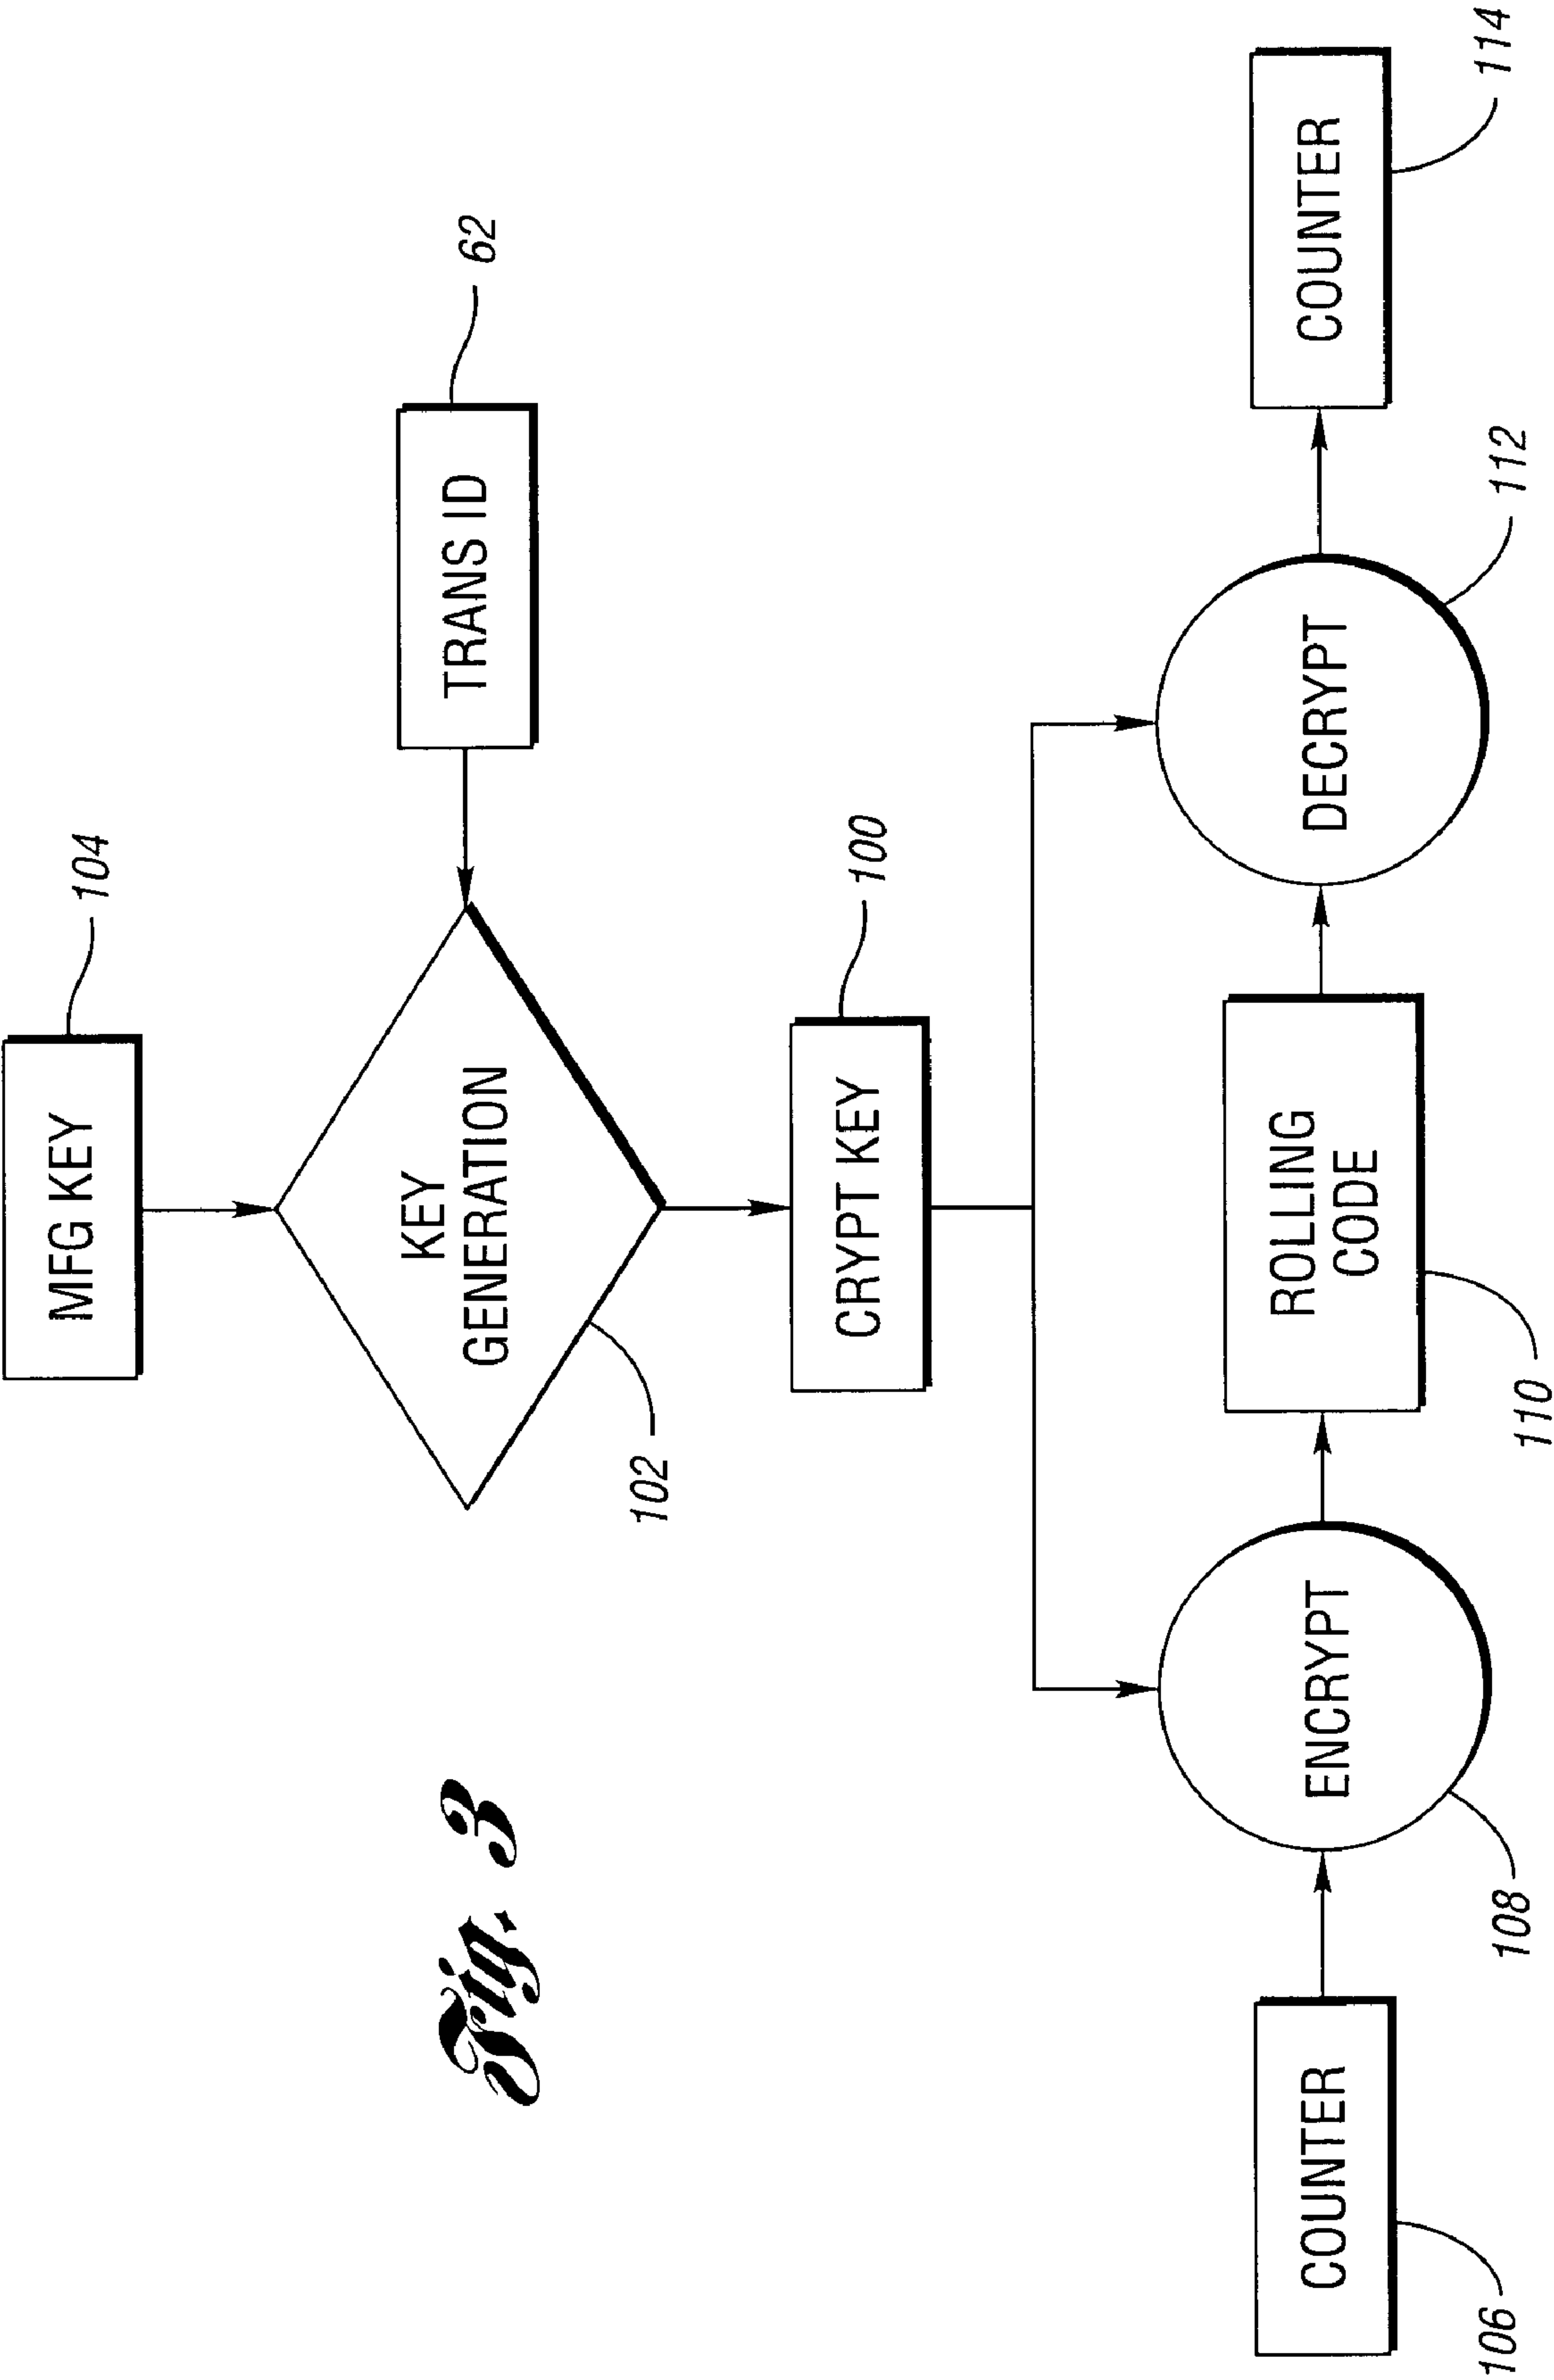 MFG KEY
104
TRANS ID
62
KEY
GENERATION
102
CRYPT KEY
100
Fig. 3
COUNTER
106
ENCRYPT
108
ROLLING
CODE
110
DECRYPT
112
COUNTER
114